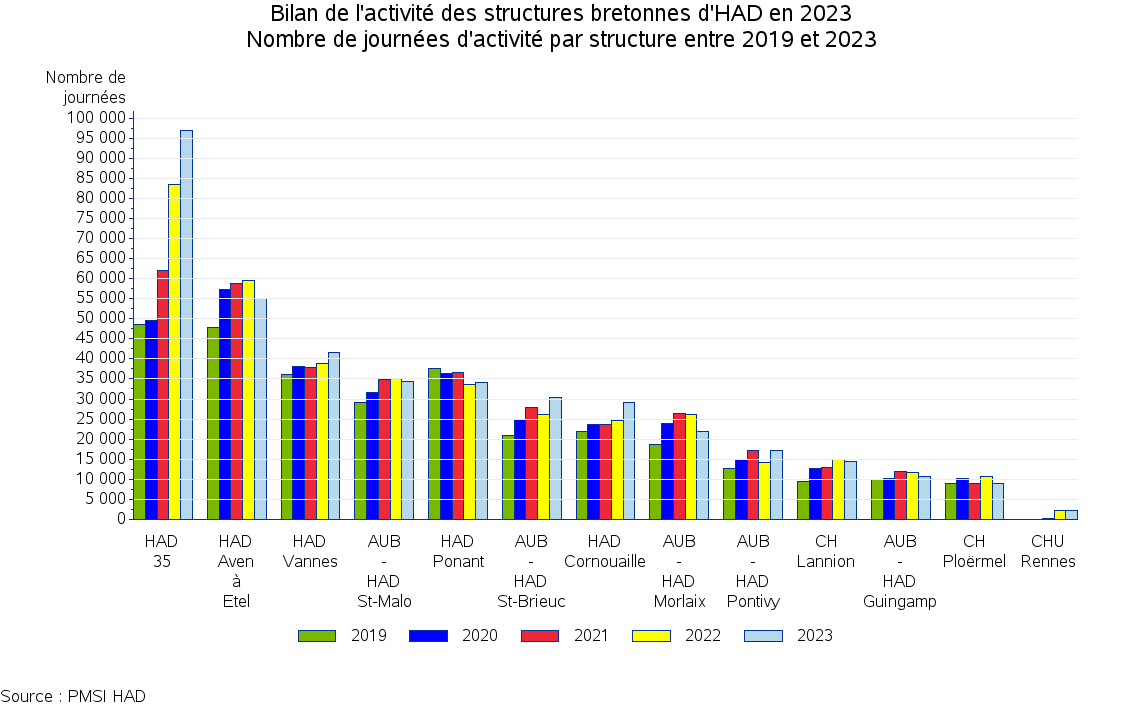 Bilan de l'activité des structures bretonnes d'HAD en 2023
Nombre de journées d'activité par structure entre 2019 et 2023
Nombre de
journées
100 000
95 000
90 000
85 000
80 000
75 000
70 000
65 000
60 000
55 000
50 000
45 000
40 000
35 000
30 000
25 000
20 000
15 000
10 000
5 000
0
HAD
35
HAD
Aven
à
Etel
HAD
Vannes
AUB
-
HAD
St-Malo
HAD
Ponant
AUB
-
HAD
St-Brieuc
HAD
Cornouaille
AUB
-
HAD
Morlaix
AUB
-
HAD
Pontivy
CH
Lannion
AUB
-
HAD
Guingamp
CH
Ploërmel
CHU
Rennes
2019 2020 2021 2022 2023
Source : PMSI HAD